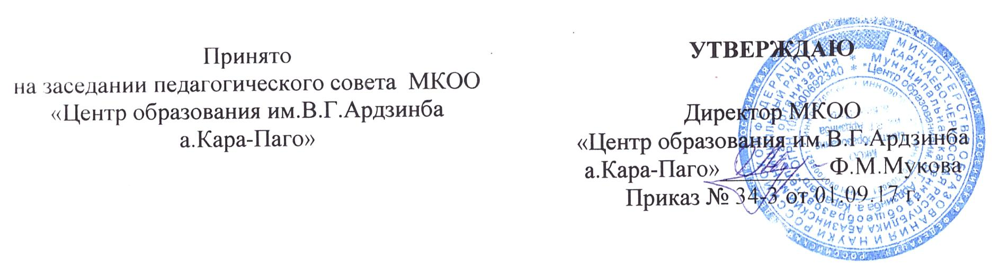 Принято
на заседании педагогического совета МКОО
«Центр образования им.В.Г.Ардзинба
а.Кара-Паго»
УТВЕРЖДАЮ
Директор МКОО
«Центр образования им.В.Г.Ардзинба
а.Кара-Паго» Ф.М.Мукова
Приказ № 34-3 от 01.09.17 г.